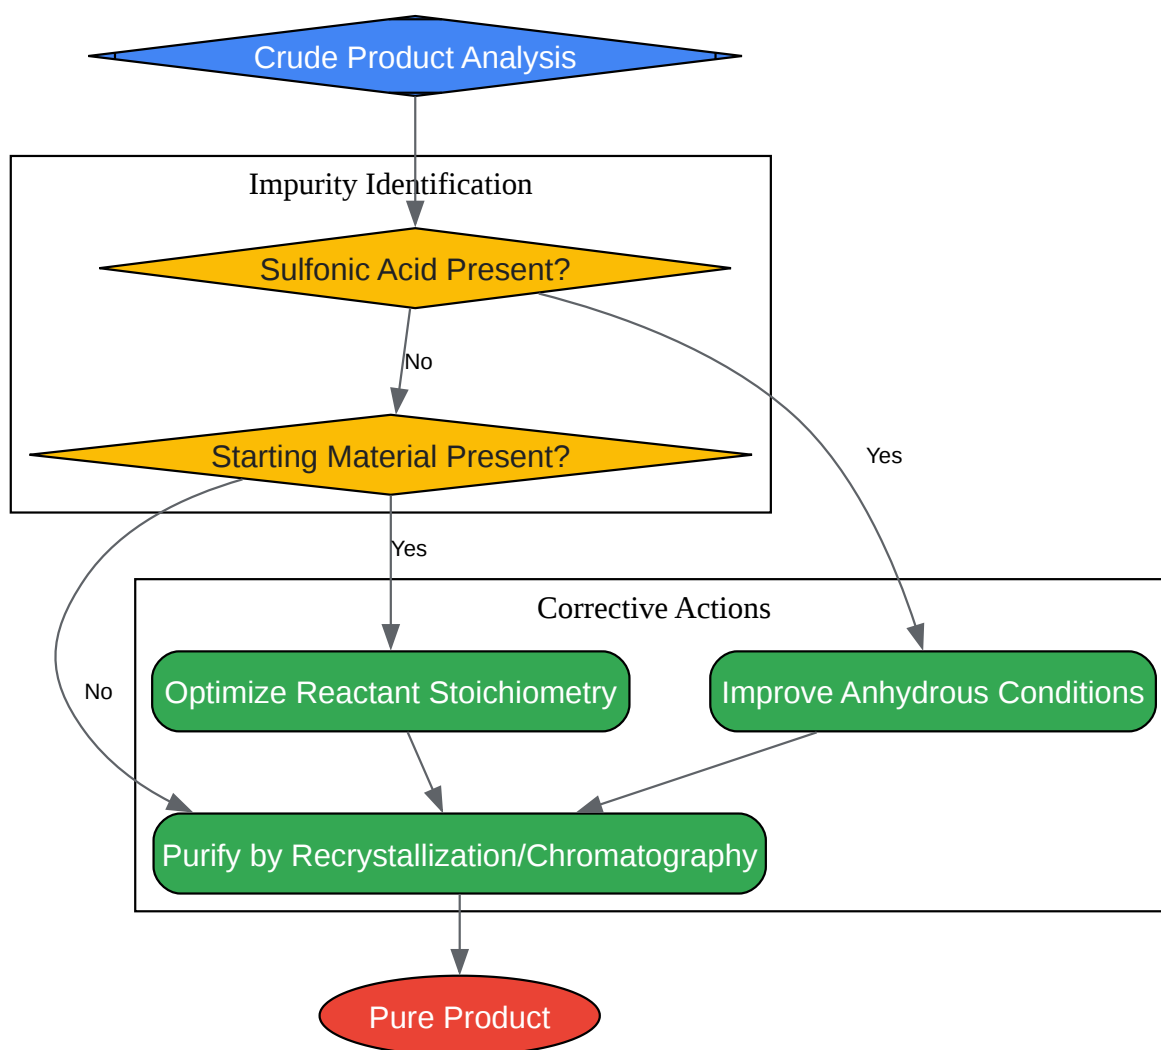 Crude Product Analysis
Impurity Identification
Sulfonic Acid Present?
No
Starting Material Present?
Yes
Yes
Corrective Actions
Optimize Reactant Stoichiometry
Improve Anhydrous Conditions
No
Purify by Recrystallization/Chromatography
Pure Product